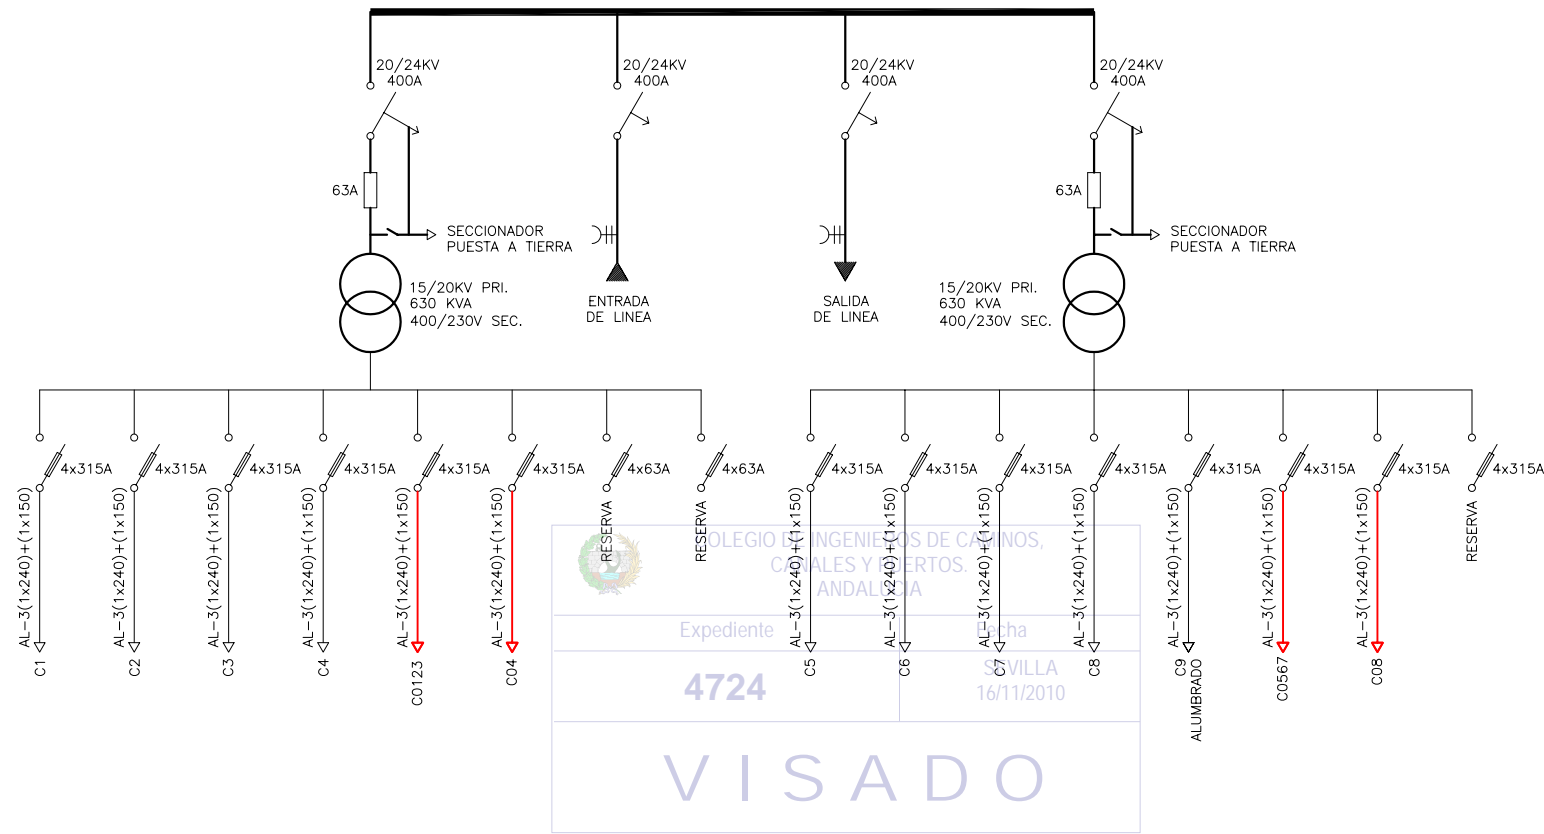 20/24KV
400A
20/24KV
400A
20/24KV
400A
20/24KV
400A
63A
63A
SECCIONADOR
PUESTA A TIERRA
SECCIONADOR
PUESTA A TIERRA
15/20KV PRI.
630 KVA
400/230V SEC.
ENTRADA
DE LINEA
SALIDA
DE LINEA
15/20KV PRI.
630 KVA
400/230V SEC.
4x315A
4x315A
4x315A
4x315A
4x315A
4x315A
4x63A
4x63A
4x315A
4x315A
4x315A
4x315A
4x315A
4x315A
4x315A
4x315A
AL-3(1x240)+(1x150)
AL-3(1x240)+(1x150)
AL-3(1x240)+(1x150)
AL-3(1x240)+(1x150)
AL-3(1x240)+(1x150)
AL-3(1x240)+(1x150)
RESERVA
RESERVA
AL-3(1x240)+(1x150)
AL-3(1x240)+(1x150)
AL-3(1x240)+(1x150)
AL-3(1x240)+(1x150)
AL-3(1x240)+(1x150)
AL-3(1x240)+(1x150)
AL-3(1x240)+(1x150)
RESERVA
C1
C2
C3
C4
C0123
C04
C5
C6
C7
C8
C9
ALUMBRADO
C0567
C08
COLEGIO DE INGENIEROS DE CAMINOS,
CANALES Y PUERTOS.
ANDALUCIA
Expediente
Fecha
4724
SEVILLA
16/11/2010
VISADO